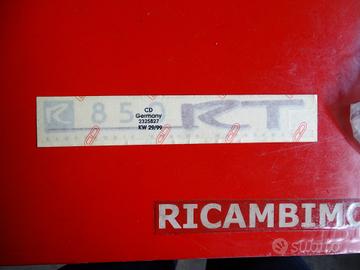 R 850 RT
CD
Germany
2325827
KW 29/99
RICAMBIMO
subito